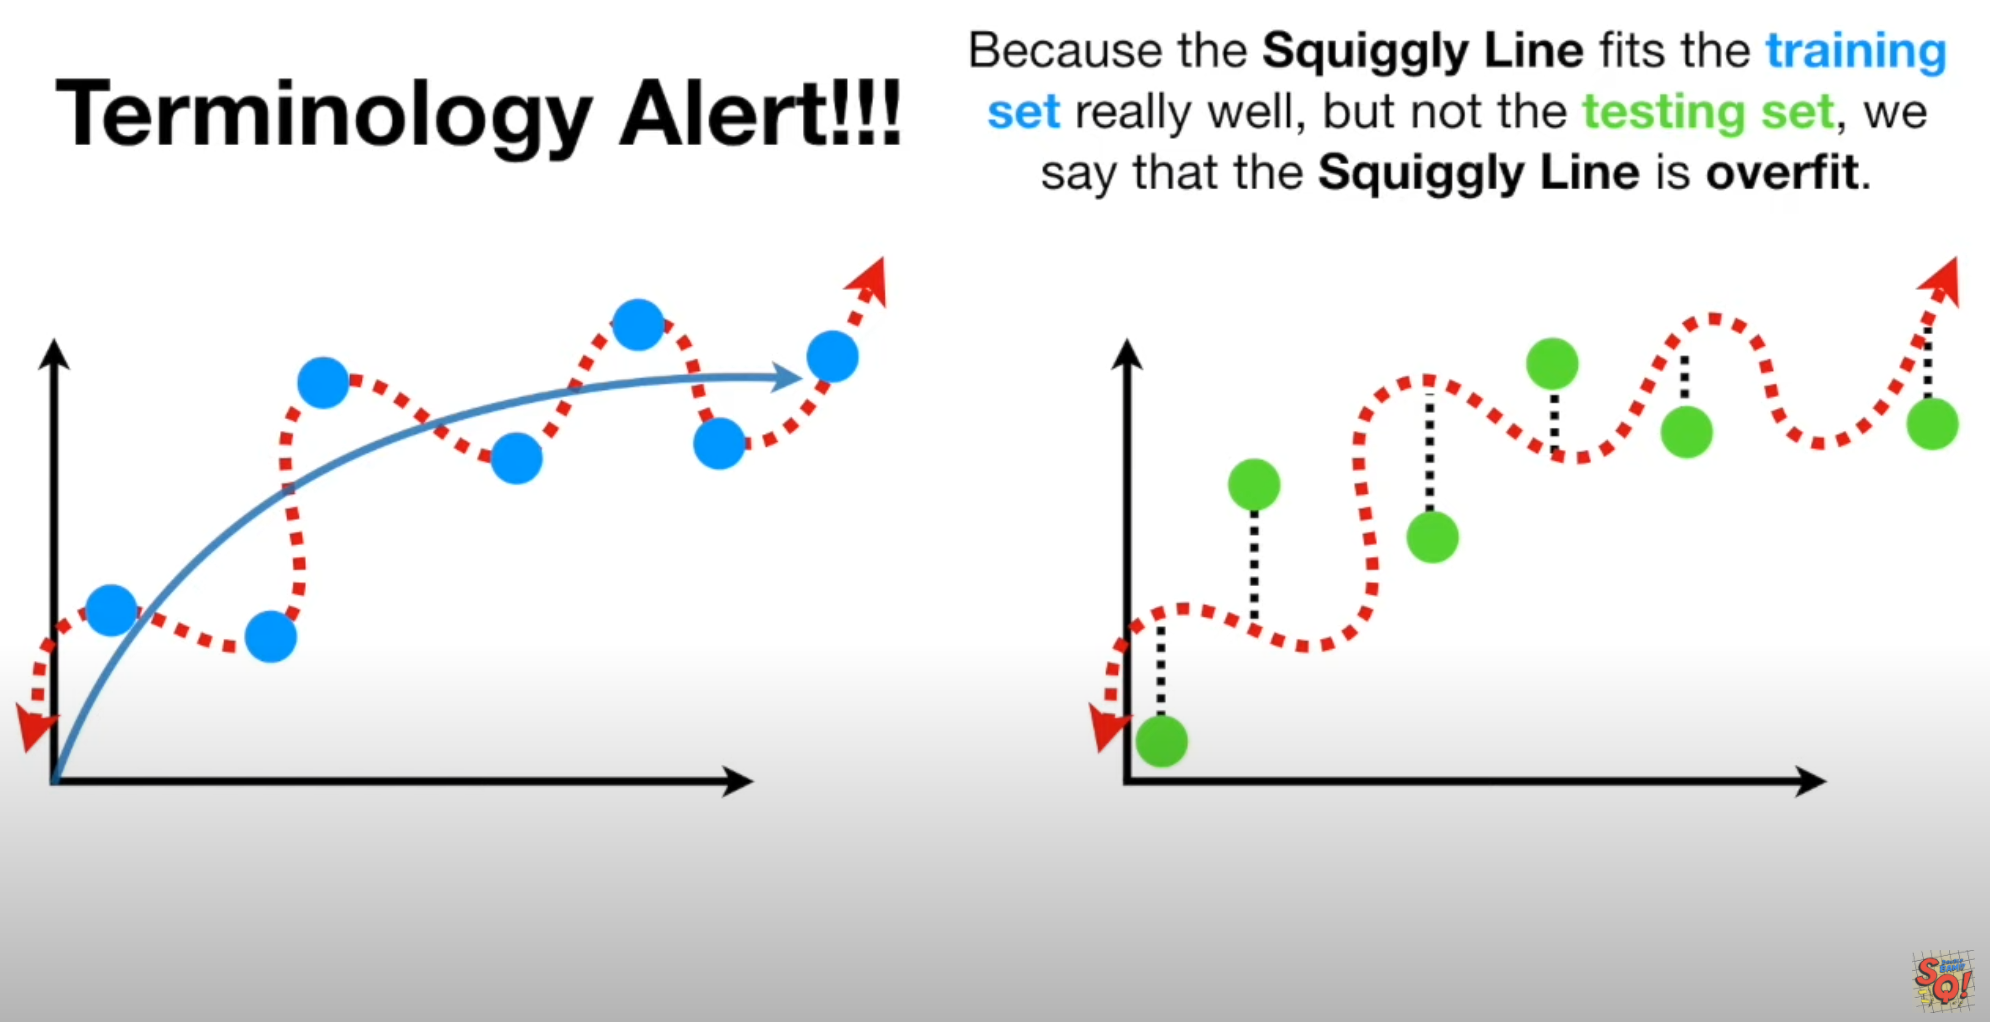 Terminology Alert!!!
Because the Squiggly Line fits the training
set really well, but not the testing set, we
say that the Squiggly Line is overfit.
SQ!